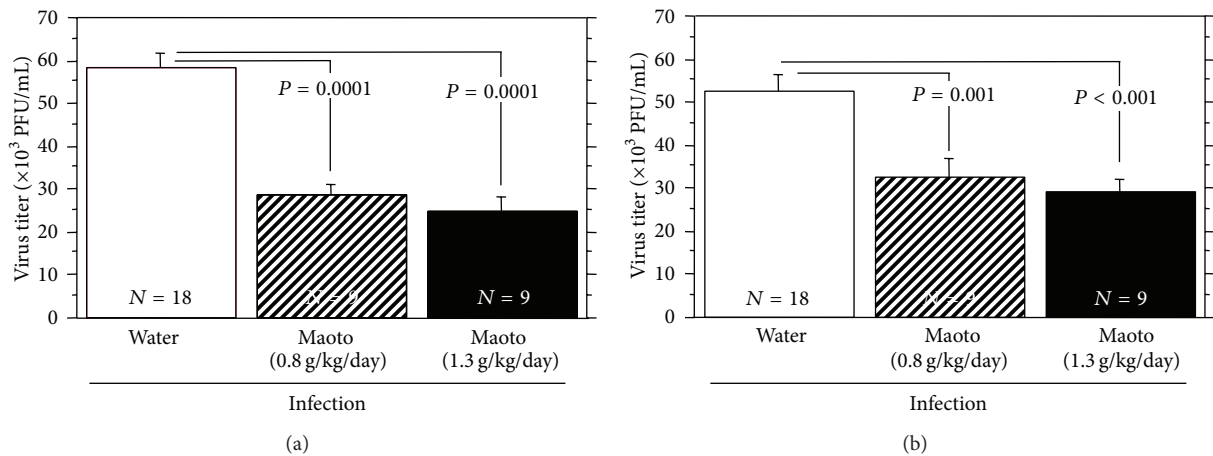 70
60
50
40
30
20
10
0
Virus titer (×10³ PFU/mL)
P = 0.0001
P = 0.0001
N = 18
N = 9
N = 9
Water
Maoto
(0.8 g/kg/day)
Maoto
(1.3 g/kg/day)
Infection
(a)
70
60
50
40
30
20
10
0
Virus titer (×10³ PFU/mL)
P = 0.001
P < 0.001
N = 18
N = 9
N = 9
Water
Maoto
(0.8 g/kg/day)
Maoto
(1.3 g/kg/day)
Infection
(b)